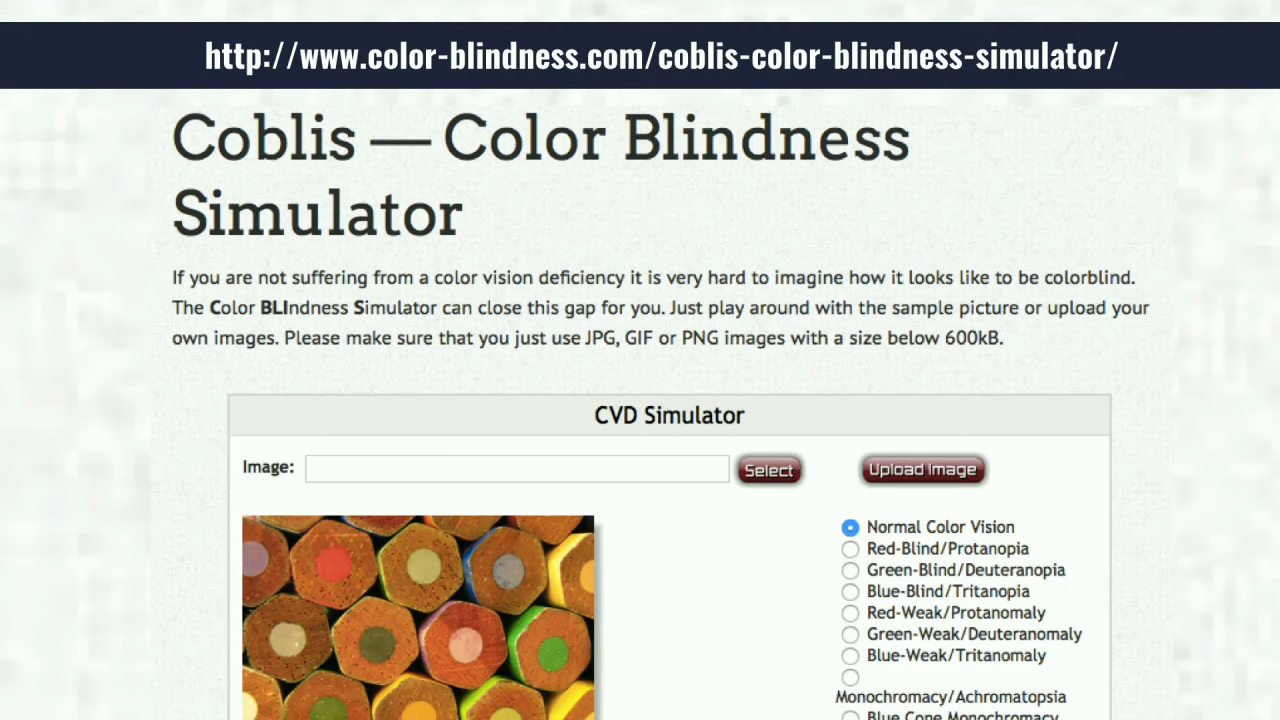 http://www.color-blindness.com/coblis-color-blindness-simulator/
Coblis — Color Blindness
Simulator
If you are not suffering from a color vision deficiency it is very hard to imagine how it looks like to be colorblind.
The Color BLIndness Simulator can close this gap for you. Just play around with the sample picture or upload your
own images. Please make sure that you just use JPG, GIF or PNG images with a size below 600kB.
CVD Simulator
Image: Select Upload Image
Normal Color Vision
Red-Blind/Protanopia
Green-Blind/Deuteranopia
Blue-Blind/Tritanopia
Red-Weak/Protanomaly
Green-Weak/Deuteranomaly
Blue-Weak/Tritanomaly
Monochromacy/Achromatopsia
Blue Cone Monochromacy